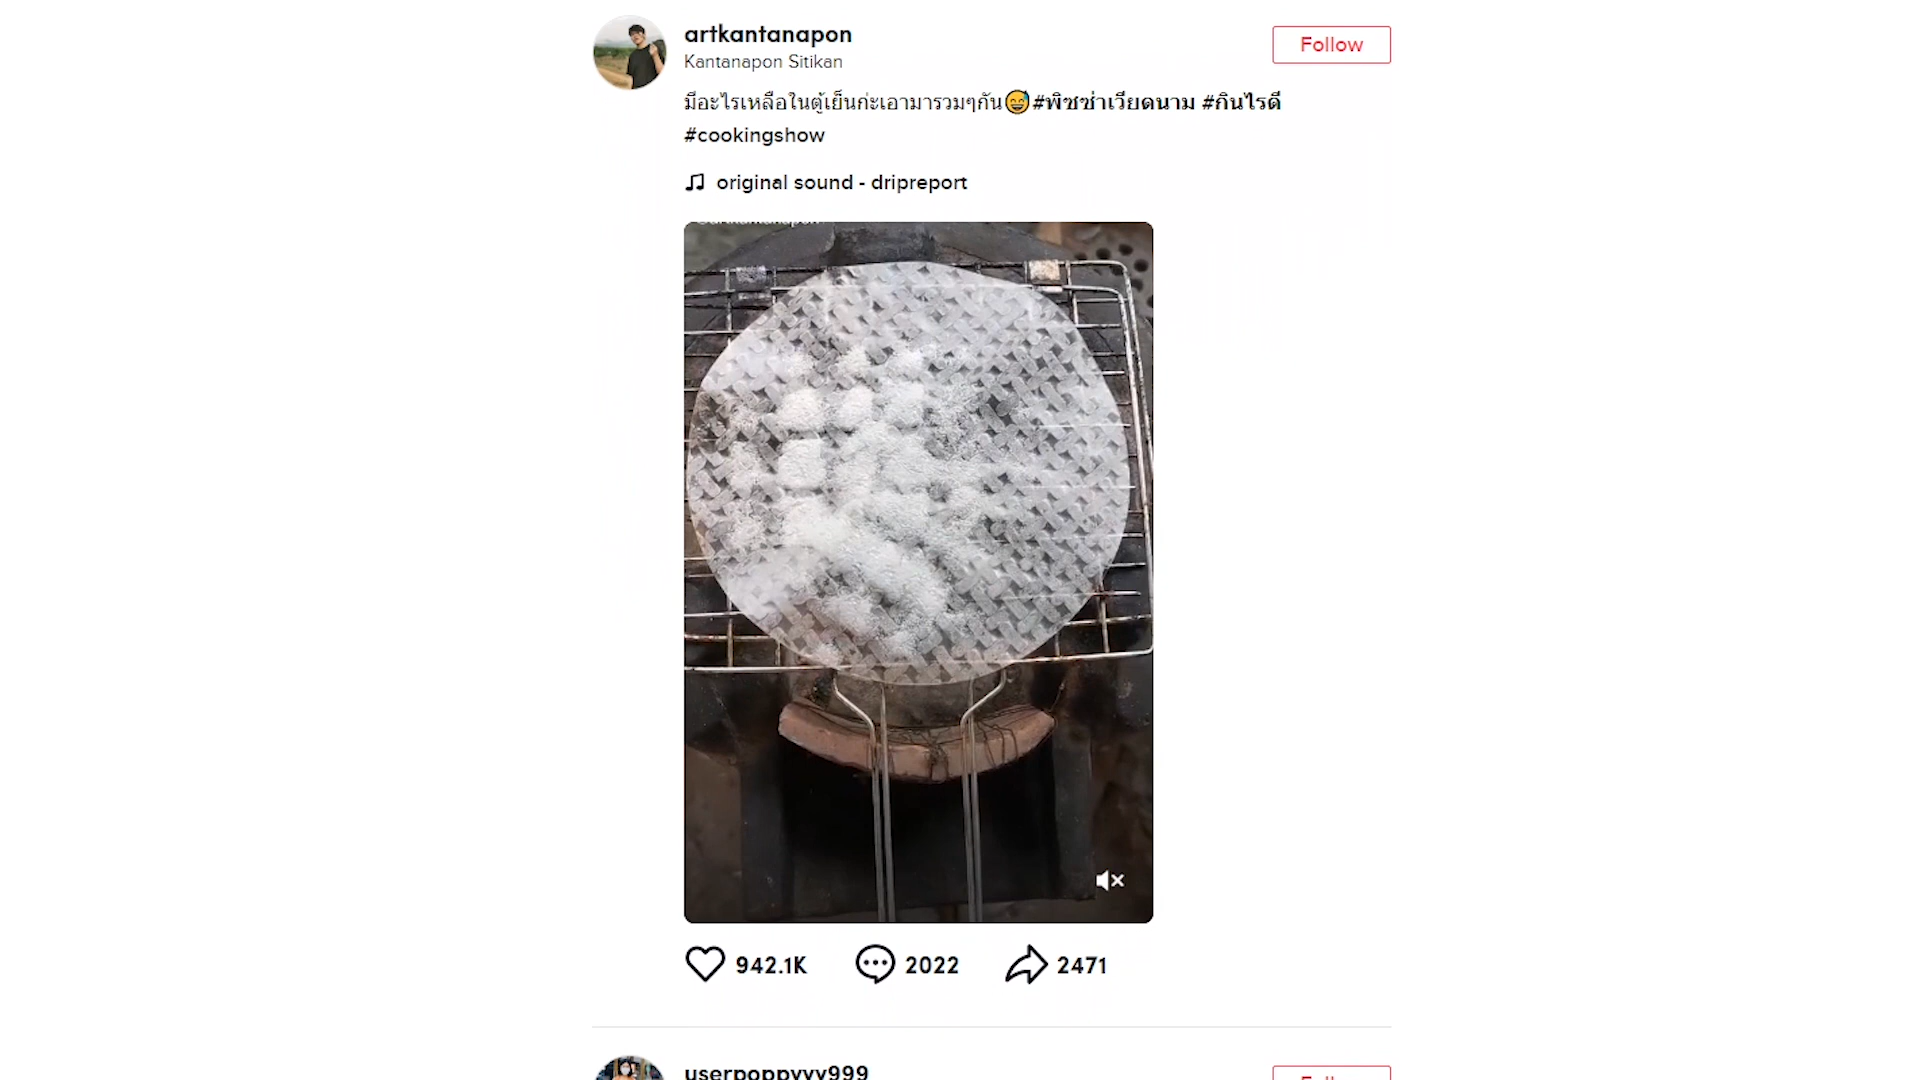 artkantanapon
Follow
Kantanapon Sitikan
มีอะไรเหลือในตู้เย็นก่ะเอามารวมๆกัน😅#พิซซ่าเวียดนาม #กินไรดี
#cookingshow
original sound - dripreport
942.1K
2022
2471
userpoppyyy999